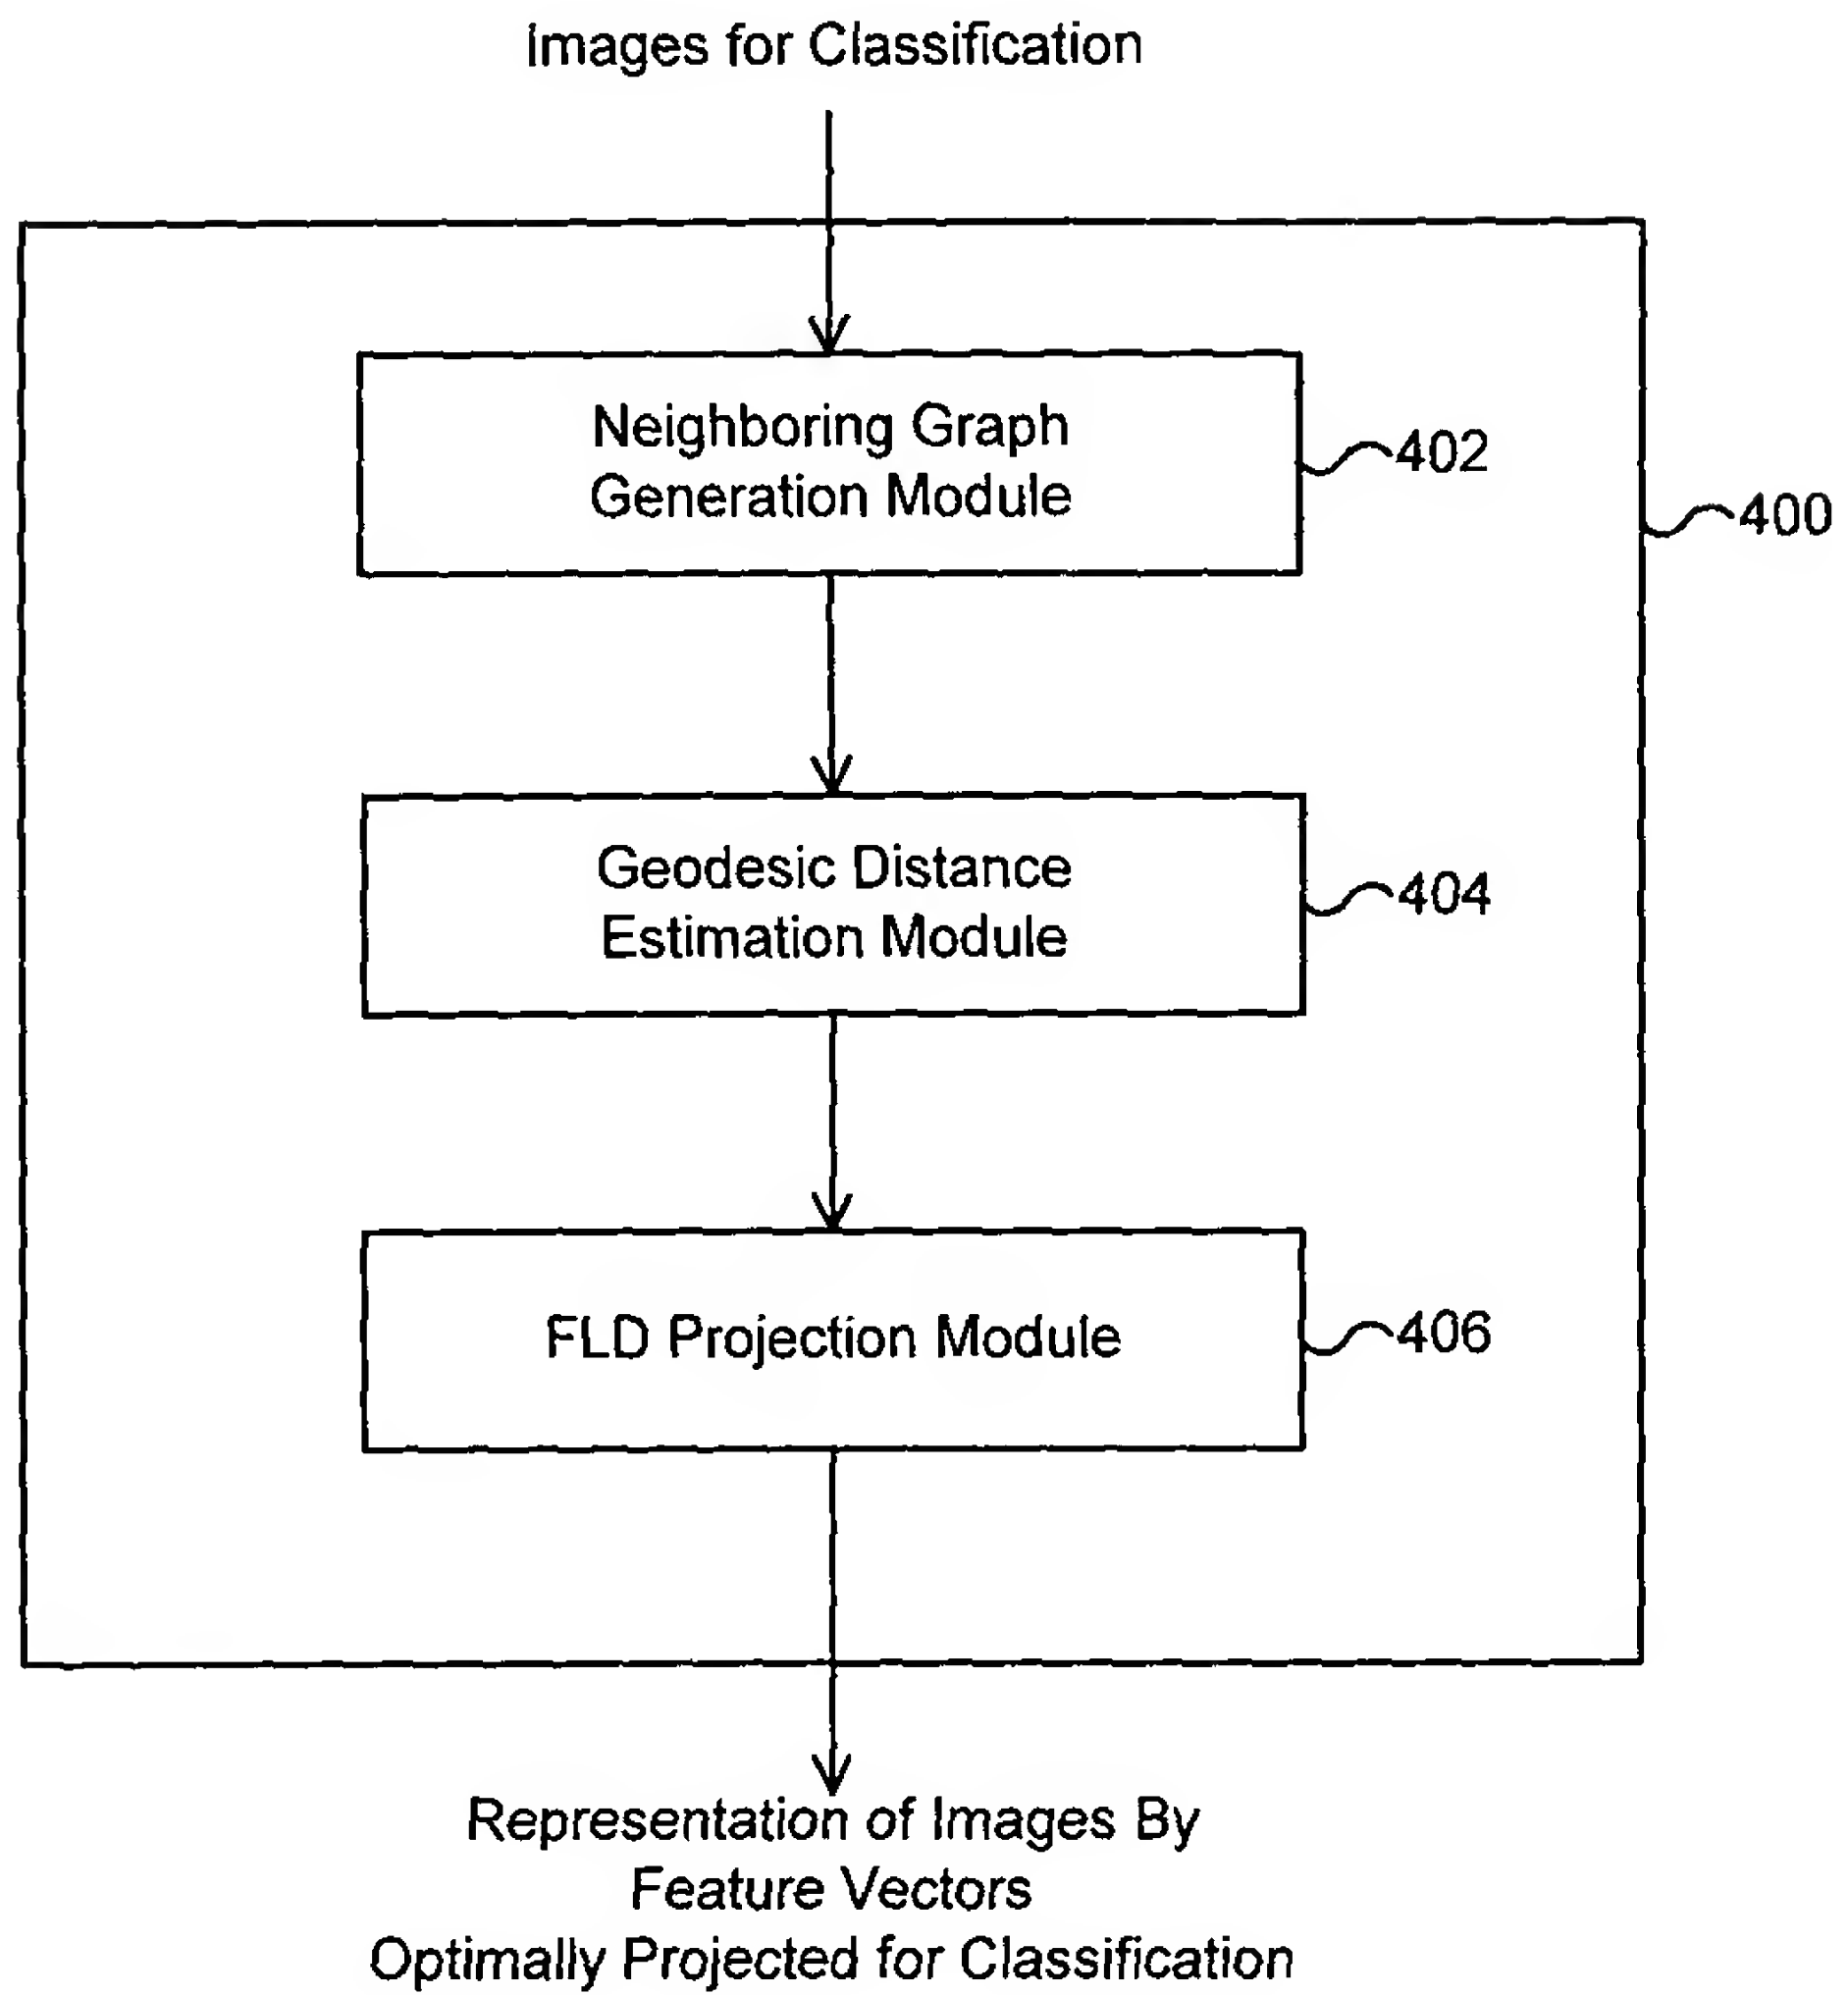 Images for Classification
Neighboring Graph
Generation Module
402
400
Geodesic Distance
Estimation Module
404
FLD Projection Module
406
Representation of Images By
Feature Vectors
Optimally Projected for Classification